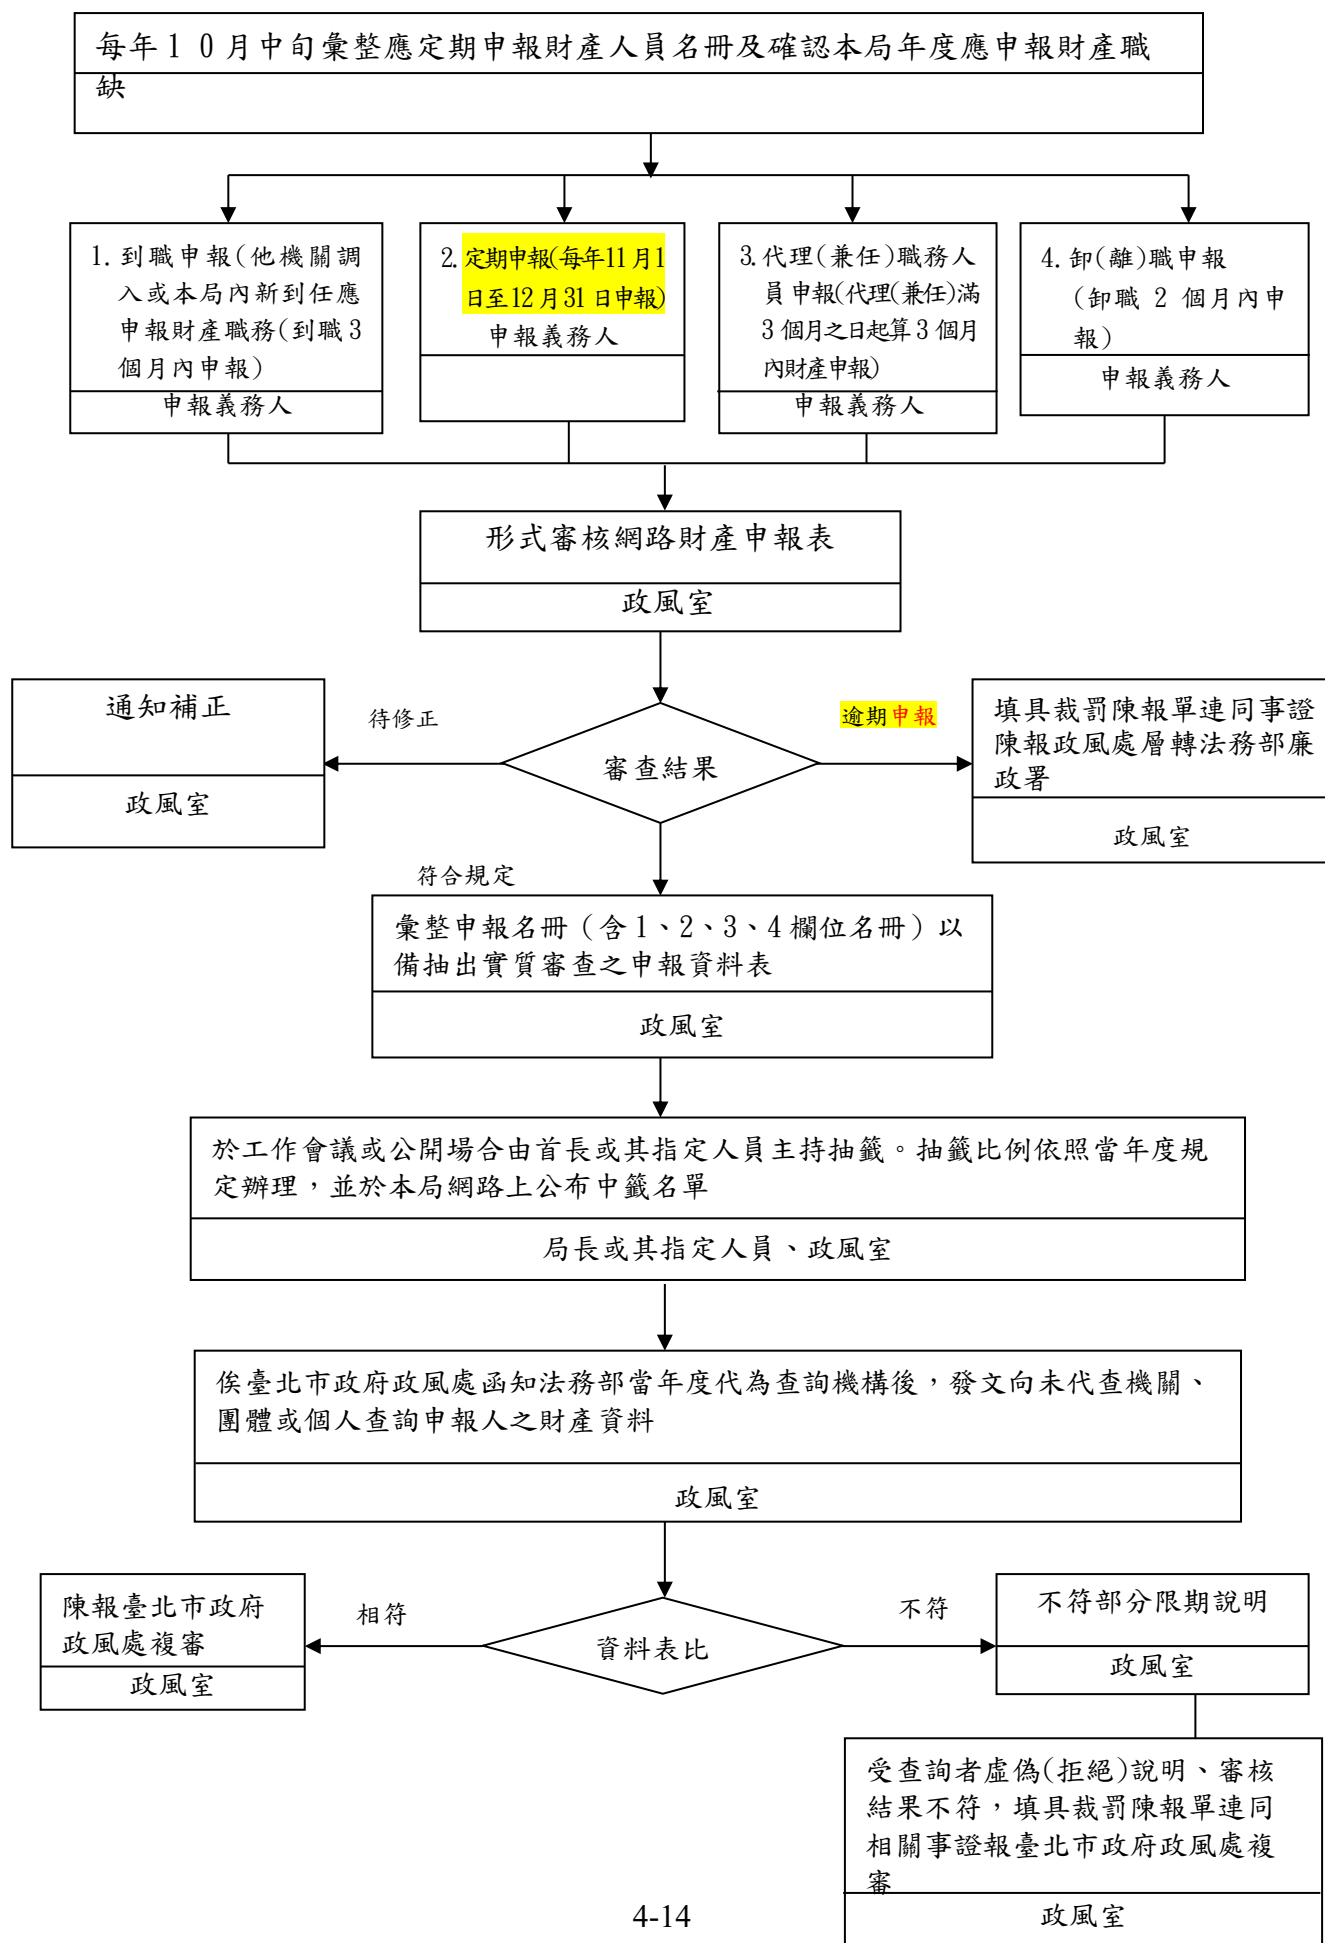 每年10月中旬彙整應定期申報財產人員名冊及確認本局年度應申報財產職
缺
1. 到職申報(他機關調
入或本局內新到任應
申報財產職務(到職3
個月內申報)
申報義務人
2. 定期申報(每年11月1
日至12月31日申報)
申報義務人
3. 代理(兼任)職務人
員申報(代理(兼任)滿
3個月之日起算3個月
內財產申報)
申報義務人
4. 卸(離)職申報
(卸職 2 個月內申
報)
申報義務人
形式審核網路財產申報表
政風室
通知補正
政風室
待修正
審查結果
逾期申報
填具裁罰陳報單連同事證
陳報政風處層轉法務部廉
政署
政風室
符合規定
彙整申報名冊（含1、2、3、4欄位名冊）以
備抽出實質審查之申報資料表
政風室
於工作會議或公開場合由首長或其指定人員主持抽籤。抽籤比例依照當年度規
定辦理，並於本局網路上公布中籤名單
局長或其指定人員、政風室
俟臺北市政府政風處函知法務部當年度代為查詢機構後，發文向未代查機關、
團體或個人查詢申報人之財產資料
政風室
陳報臺北市政府
政風處複審
政風室
相符
資料表比
不符
不符部分限期說明
政風室
受查詢者虛偽(拒絕)說明、審核
結果不符，填具裁罰陳報單連同
相關事證報臺北市政府政風處複
審
政風室
4-14